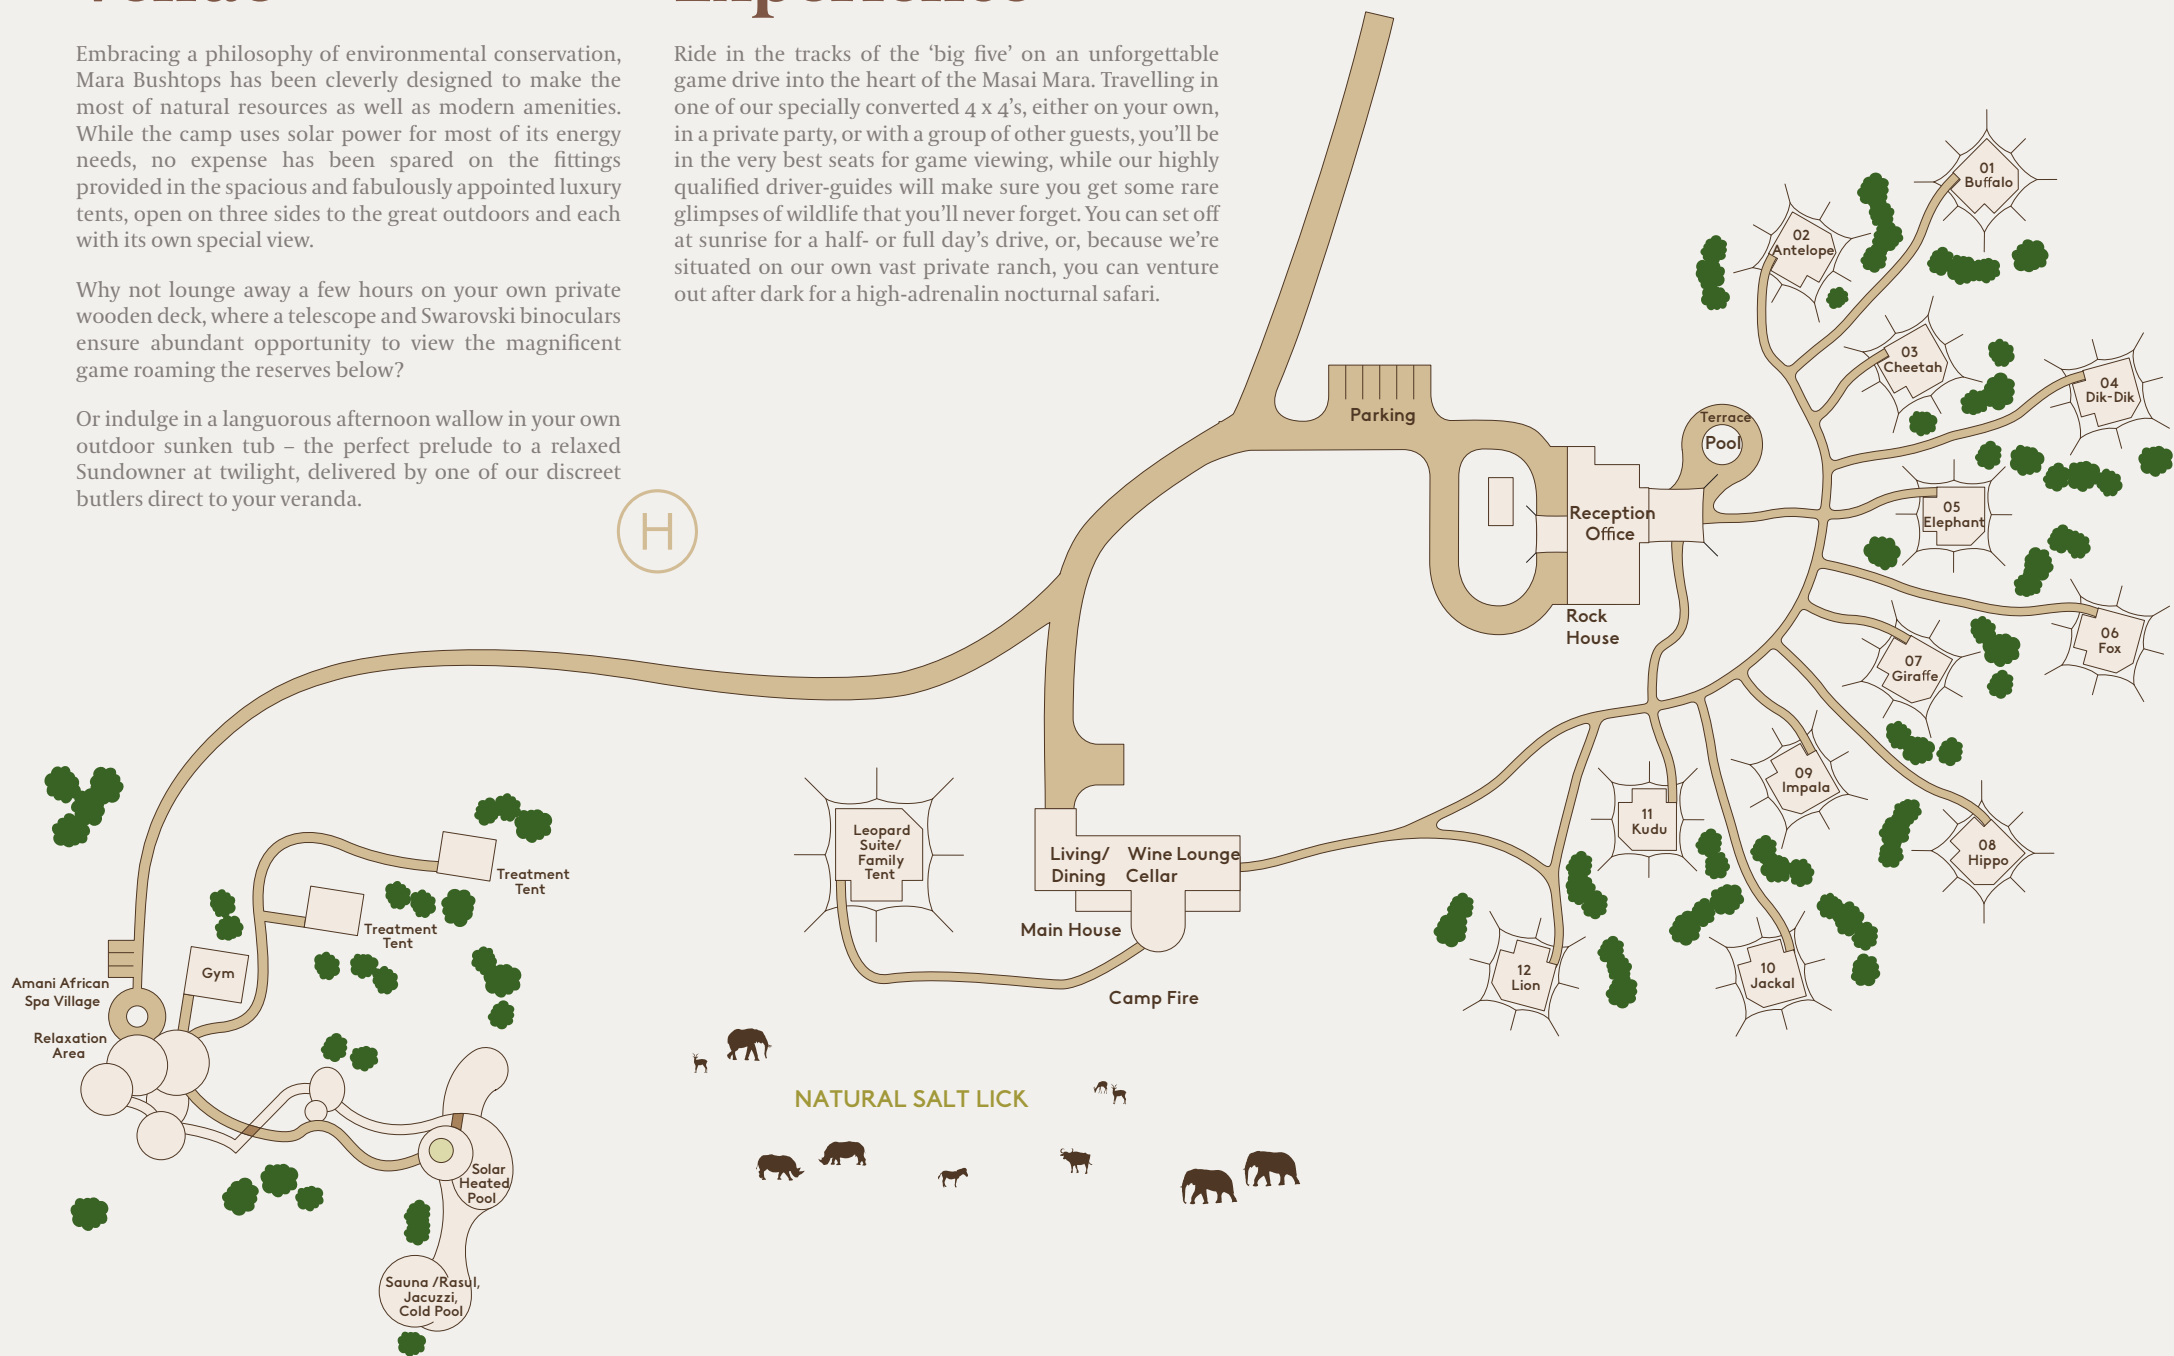 Venue
Embracing a philosophy of environmental conservation,
Mara Bushtops has been cleverly designed to make the
most of natural resources as well as modern amenities.
While the camp uses solar power for most of its energy
needs, no expense has been spared on the fittings
provided in the spacious and fabulously appointed luxury
tents, open on three sides to the great outdoors and each
with its own special view.
Why not lounge away a few hours on your own private
wooden deck, where a telescope and Swarovski binoculars
ensure abundant opportunity to view the magnificent
game roaming the reserves below?
Or indulge in a languorous afternoon wallow in your own
outdoor sunken tub – the perfect prelude to a relaxed
Sundowner at twilight, delivered by one of our discreet
butlers direct to your veranda.
Experience
Ride in the tracks of the ‘big five’ on an unforgettable
game drive into the heart of the Masai Mara. Travelling in
one of our specially converted 4 x 4’s, either on your own,
in a private party, or with a group of other guests, you’ll be
in the very best seats for game viewing, while our highly
qualified driver-guides will make sure you get some rare
glimpses of wildlife that you’ll never forget. You can set off
at sunrise for a half- or full day’s drive, or, because we’re
situated on our own vast private ranch, you can venture
out after dark for a high-adrenalin nocturnal safari.
H
Parking
Terrace
Pool
Reception
Office
Rock
House
01
Buffalo
02
Antelope
03
Cheetah
04
Dik-Dik
05
Elephant
06
Fox
07
Giraffe
08
Hippo
09
Impala
10
Jackal
11
Kudu
12
Lion
Leopard
Suite/
Family
Tent
Living/
Dining
Wine Lounge
Cellar
Main House
Camp Fire
NATURAL SALT LICK
Treatment
Tent
Treatment
Tent
Gym
Amani African
Spa Village
Relaxation
Area
Solar
Heated
Pool
Sauna /Rasul,
Jacuzzi,
Cold Pool